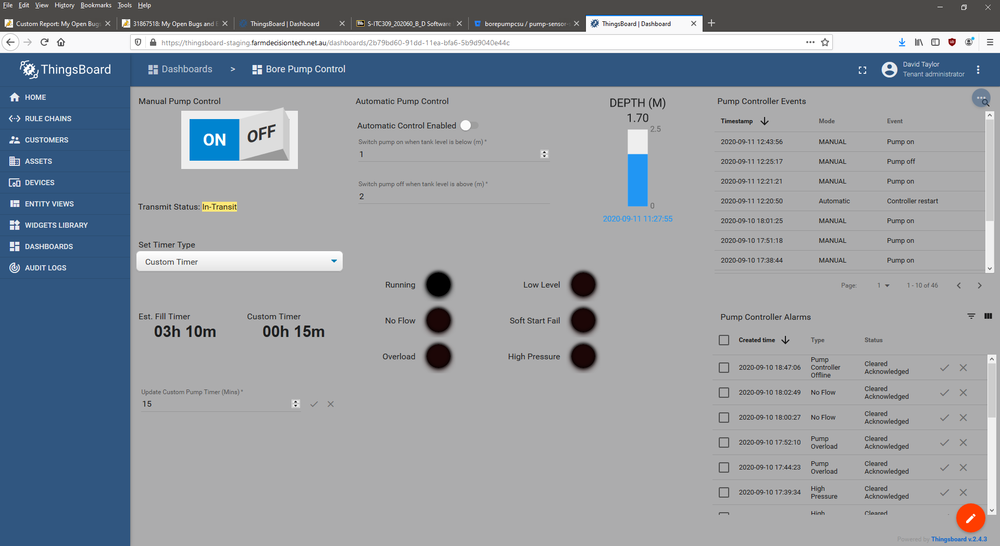 File Edit View History Bookmarks Tools Help
Custom Report: My Open Bugs
31867518: My Open Bugs and E
ThingsBoard | Dashboard
Bb S-ITC309_202060_B_D Software
borepumpcsu / pump-sensor-s
ThingsBoard | Dashboard
https://thingsboard-staging.farmdecisiontech.net.au/dashboards/2b79bd60-91dd-11ea-bfa6-5b9d9040e44c
ThingsBoard
Dashboards > Bore Pump Control
David Taylor
Tenant administrator
HOME
RULE CHAINS
CUSTOMERS
ASSETS
DEVICES
ENTITY VIEWS
WIDGETS LIBRARY
DASHBOARDS
AUDIT LOGS
Manual Pump Control
ON OFF
Transmit Status: In-Transit
Set Timer Type
Custom Timer
Est. Fill Timer
03h 10m
Custom Timer
00h 15m
Update Custom Pump Timer (Mins) *
15
Automatic Pump Control
Automatic Control Enabled
Switch pump on when tank level is below (m) *
1
Switch pump off when tank level is above (m) *
2
DEPTH (M)
1.70
2.5
0
2020-09-11 11:27:55
Running
Low Level
No Flow
Soft Start Fail
Overload
High Pressure
Pump Controller Events
Timestamp Mode Event
2020-09-11 12:43:56 MANUAL Pump on
2020-09-11 12:25:17 MANUAL Pump off
2020-09-11 12:21:21 MANUAL Pump on
2020-09-11 12:20:50 Automatic Controller restart
2020-09-10 18:01:25 MANUAL Pump on
2020-09-10 17:51:18 MANUAL Pump on
2020-09-10 17:38:44 MANUAL Pump on
Page: 1 1 - 10 of 46
Pump Controller Alarms
Created time Type Status
2020-09-10 18:47:06 Pump Controller Offline Cleared Acknowledged
2020-09-10 18:02:49 No Flow Cleared Acknowledged
2020-09-10 18:00:27 No Flow Cleared Acknowledged
2020-09-10 17:52:10 Pump Overload Cleared Acknowledged
2020-09-10 17:44:23 Pump Overload Cleared Acknowledged
2020-09-10 17:39:34 High Pressure Cleared Acknowledged
High Cleared
Powered by Thingsboard v.2.4.3